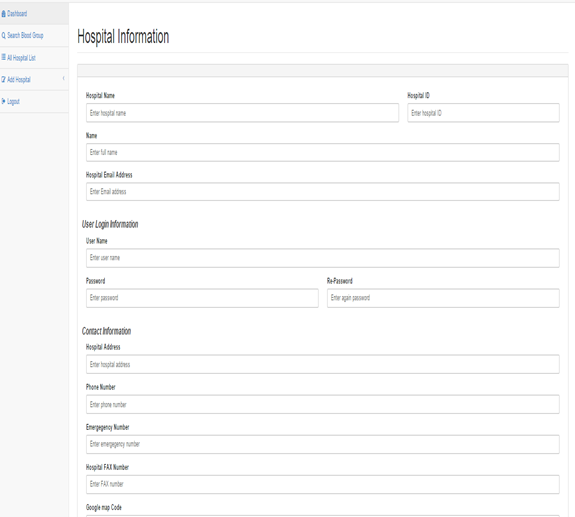 Dashboard
Search Blood Group
All Hospital List
Add Hospital
Logout
Hospital Information
Hospital Name Hospital ID
Enter hospital name Enter hospital ID
Name
Enter full name
Hospital Email Address
Enter Email address
User Login Information
User Name
Enter user name
Password Re-Password
Enter password Enter again password
Contact Information
Hospital Address
Enter hospital address
Phone Number
Enter phone number
Emergegency Number
Enter emergegency number
Hospital FAX Number
Enter FAX number
Google map Code